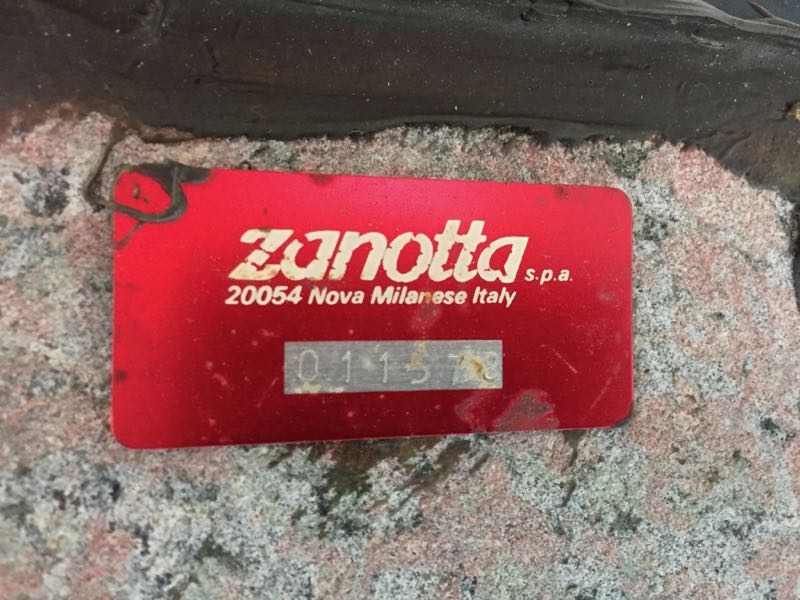 zanotta s.p.a.
20054 Nova Milanese Italy